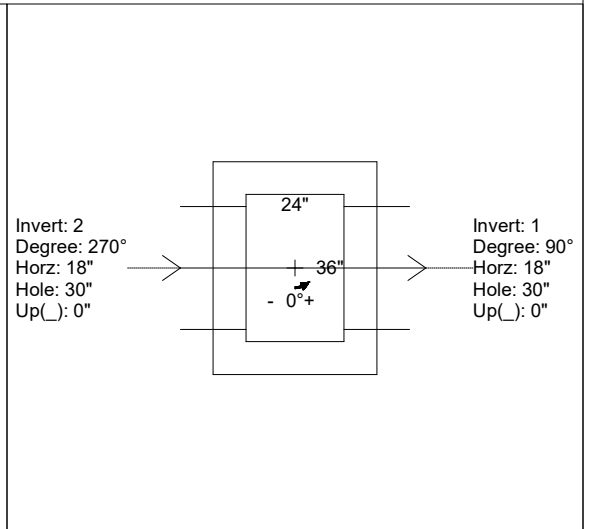 24"
Invert: 2
Degree: 270°
Horz: 18"
Hole: 30"
Up(_): 0"
36"
- 0°+
Invert: 1
Degree: 90°
Horz: 18"
Hole: 30"
Up(_): 0"